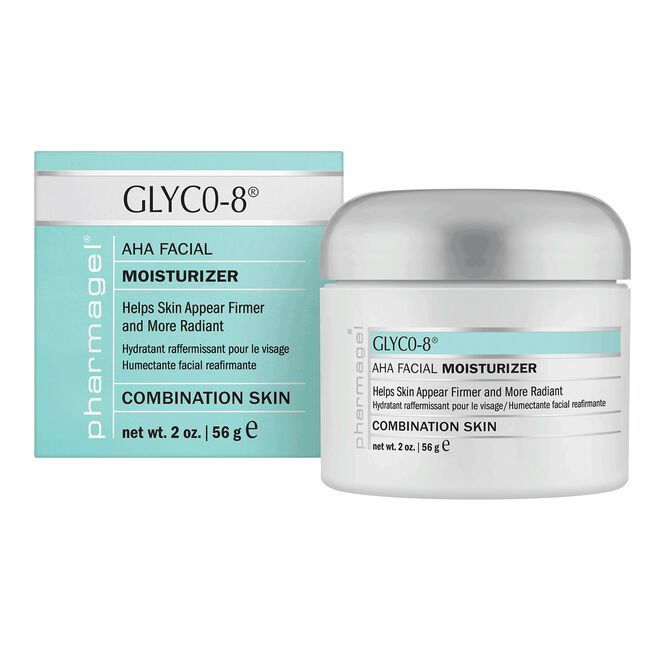 GLYCO-8®
pharmagel®
AHA FACIAL
MOISTURIZER
Helps Skin Appear Firmer
and More Radiant
Hydratant raffermissant pour le visage
Humectante facial reafirmante
COMBINATION SKIN
net wt. 2 oz. | 56 g e
pharmagel®
GLYCO-8®
AHA FACIAL MOISTURIZER
Helps Skin Appear Firmer and More Radiant
Hydratant raffermissant pour le visage/Humectante facial reafirmante
COMBINATION SKIN
net wt. 2 oz. | 56 g e